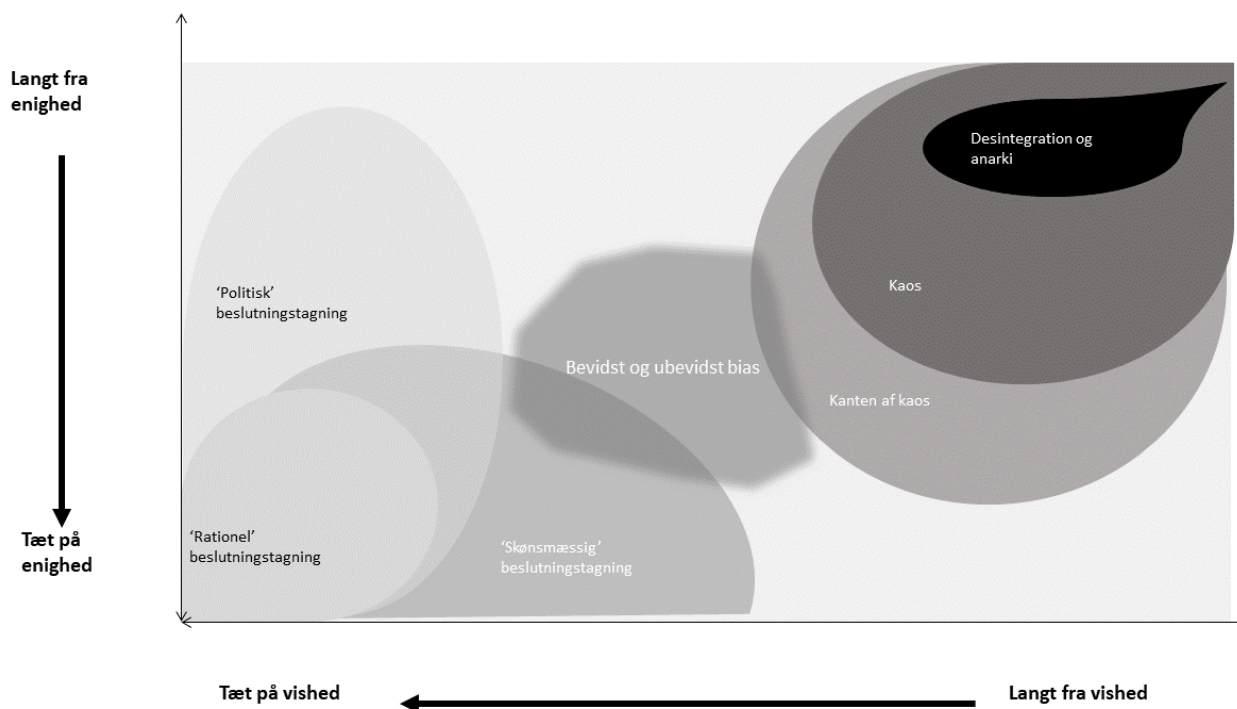 Langt fra
enighed
Desintegration og
anarki
'Politisk'
beslutningstagning
Kaos
Bevidst og ubevidst bias
Kanten af kaos
'Rationel'
beslutningstagning
'Skønsmæssig'
beslutningstagning
Tæt på
enighed
Tæt på vished
Langt fra vished